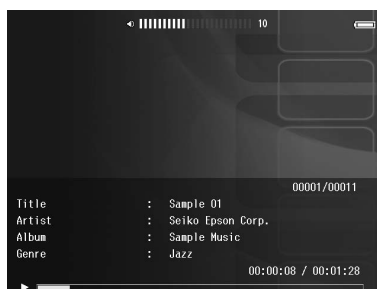 10
00001/00011
Title : Sample 01
Artist : Seiko Epson Corp.
Album : Sample Music
Genre : Jazz
00:00:08 / 00:01:28